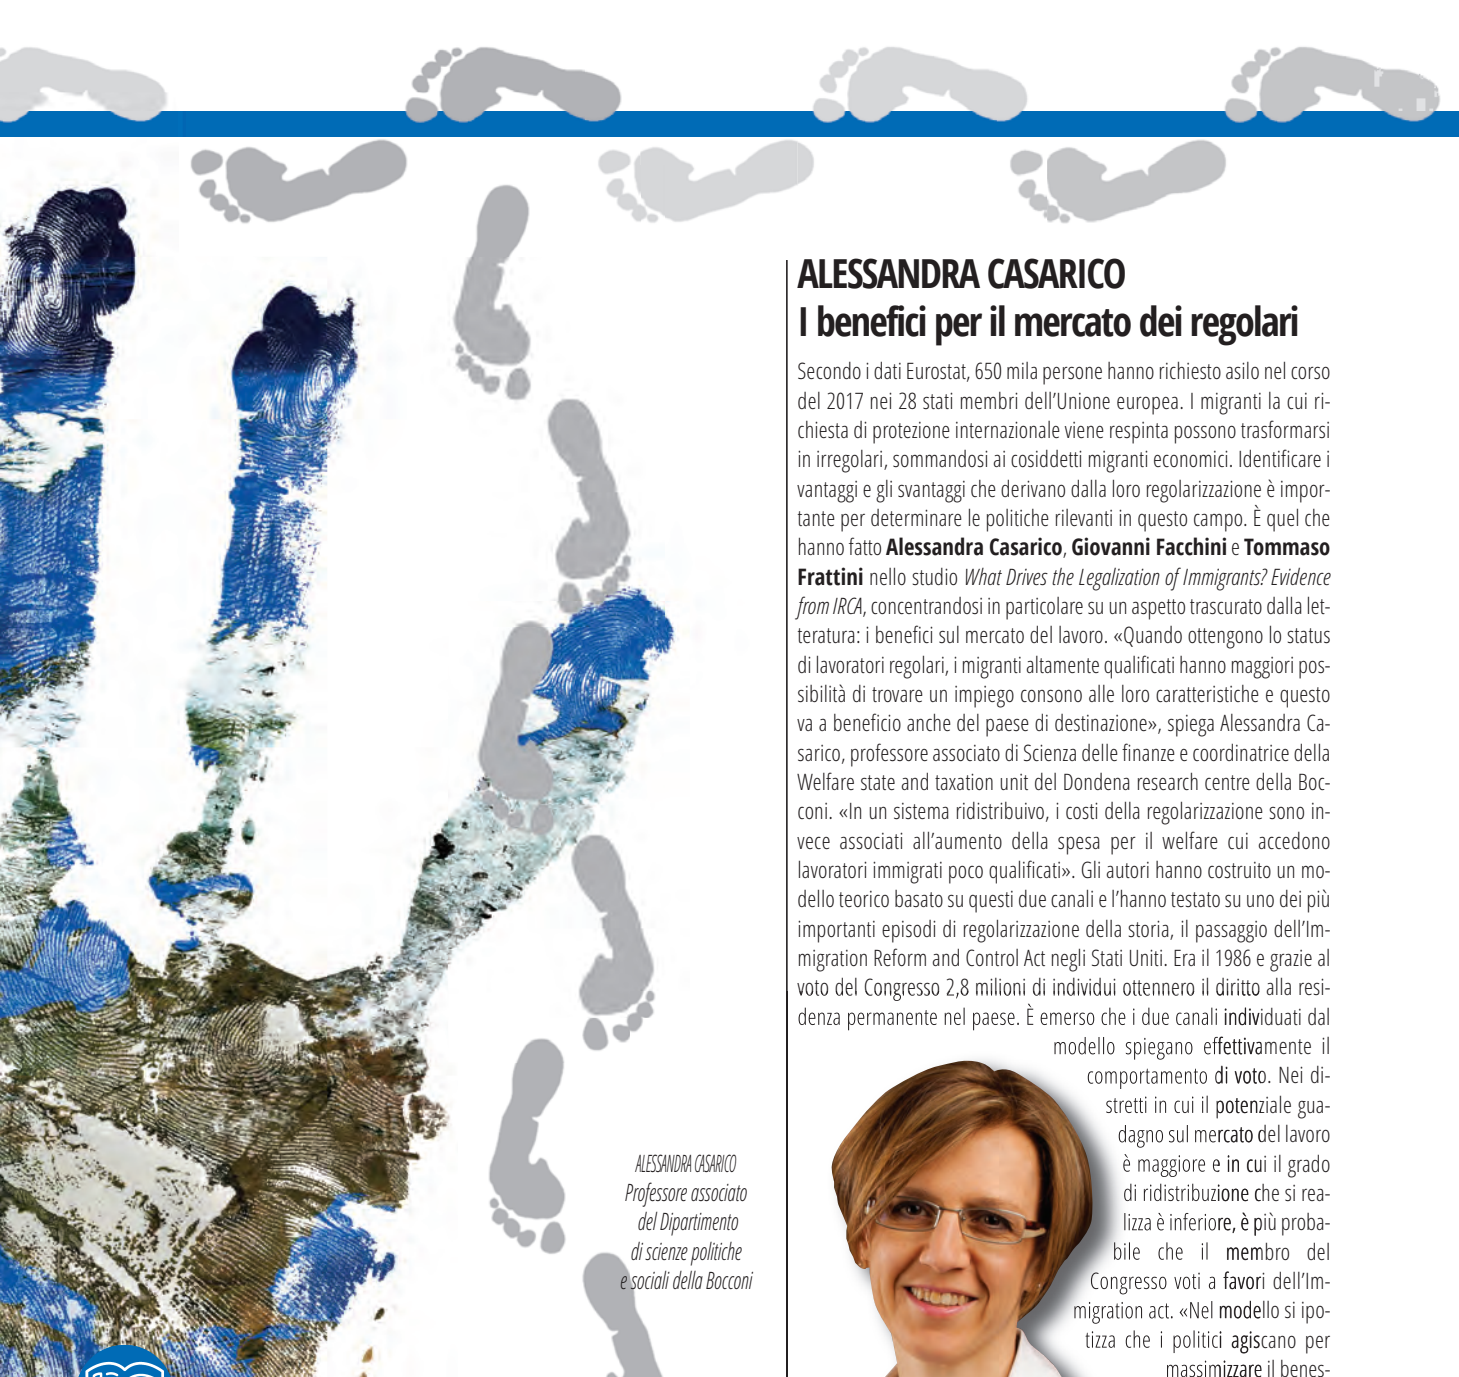 ALESSANDRA CASARICO
I benefici per il mercato dei regolari
Secondo i dati Eurostat, 650 mila persone hanno richiesto asilo nel corso
del 2017 nei 28 stati membri dell'Unione europea. I migranti la cui ri-
chiesta di protezione internazionale viene respinta possono trasformarsi
in irregolari, sommandosi ai cosiddetti migranti economici. Identificare i
vantaggi e gli svantaggi che derivano dalla loro regolarizzazione è impor-
tante per determinare le politiche rilevanti in questo campo. È quel che
hanno fatto Alessandra Casarico, Giovanni Facchini e Tommaso
Frattini nello studio What Drives the Legalization of Immigrants? Evidence
from IRCA, concentrandosi in particolare su un aspetto trascurato dalla let-
teratura: i benefici sul mercato del lavoro. «Quando ottengono lo status
di lavoratori regolari, i migranti altamente qualificati hanno maggiori pos-
sibilità di trovare un impiego consono alle loro caratteristiche e questo
va a beneficio anche del paese di destinazione», spiega Alessandra Ca-
sarico, professore associato di Scienza delle finanze e coordinatrice della
Welfare state and taxation unit del Dondena research centre della Boc-
coni. «In un sistema ridistribuivo, i costi della regolarizzazione sono in-
vece associati all'aumento della spesa per il welfare cui accedono
lavoratori immigrati poco qualificati». Gli autori hanno costruito un mo-
dello teorico basato su questi due canali e l'hanno testato su uno dei più
importanti episodi di regolarizzazione della storia, il passaggio dell'Im-
migration Reform and Control Act negli Stati Uniti. Era il 1986 e grazie al
voto del Congresso 2,8 milioni di individui ottennero il diritto alla resi-
denza permanente nel paese. È emerso che i due canali individuati dal
modello spiegano effettivamente il
comportamento di voto. Nei di-
stretti in cui il potenziale gua-
dagno sul mercato del lavoro
è maggiore e in cui il grado
di ridistribuzione che si rea-
lizza è inferiore, è più proba-
bile che il membro del
Congresso voti a favori dell'Im-
migration act. «Nel modello si ipo-
tizza che i politici agiscano per
massimizzare il benes-
ALESSANDRA CASARICO
Professore associato
del Dipartimento
di scienze politiche
e sociali della Bocconi